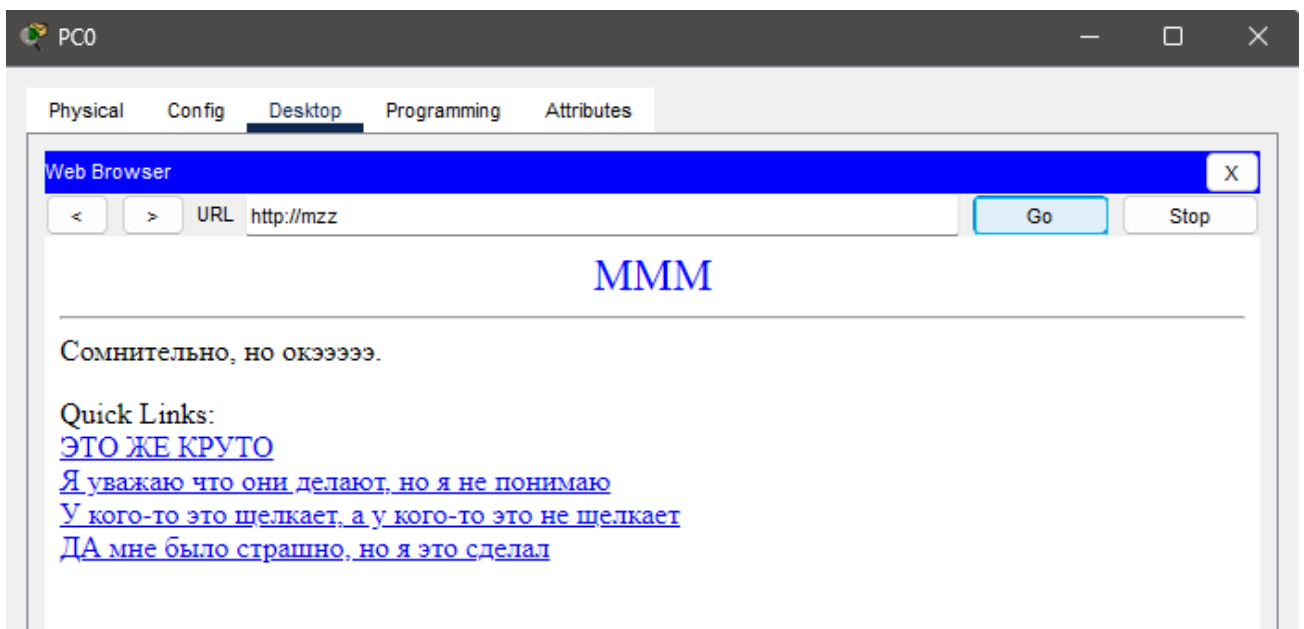 PC0
Physical Config Desktop Programming Attributes
Web Browser X
< > URL http://mzz Go Stop
МММ
Сомнительно, но окэээээ.
Quick Links:
ЭТО ЖЕ КРУТО
Я уважаю что они делают, но я не понимаю
У кого-то это щелкает, а у кого-то это не щелкает
ДА мне было страшно, но я это сделал